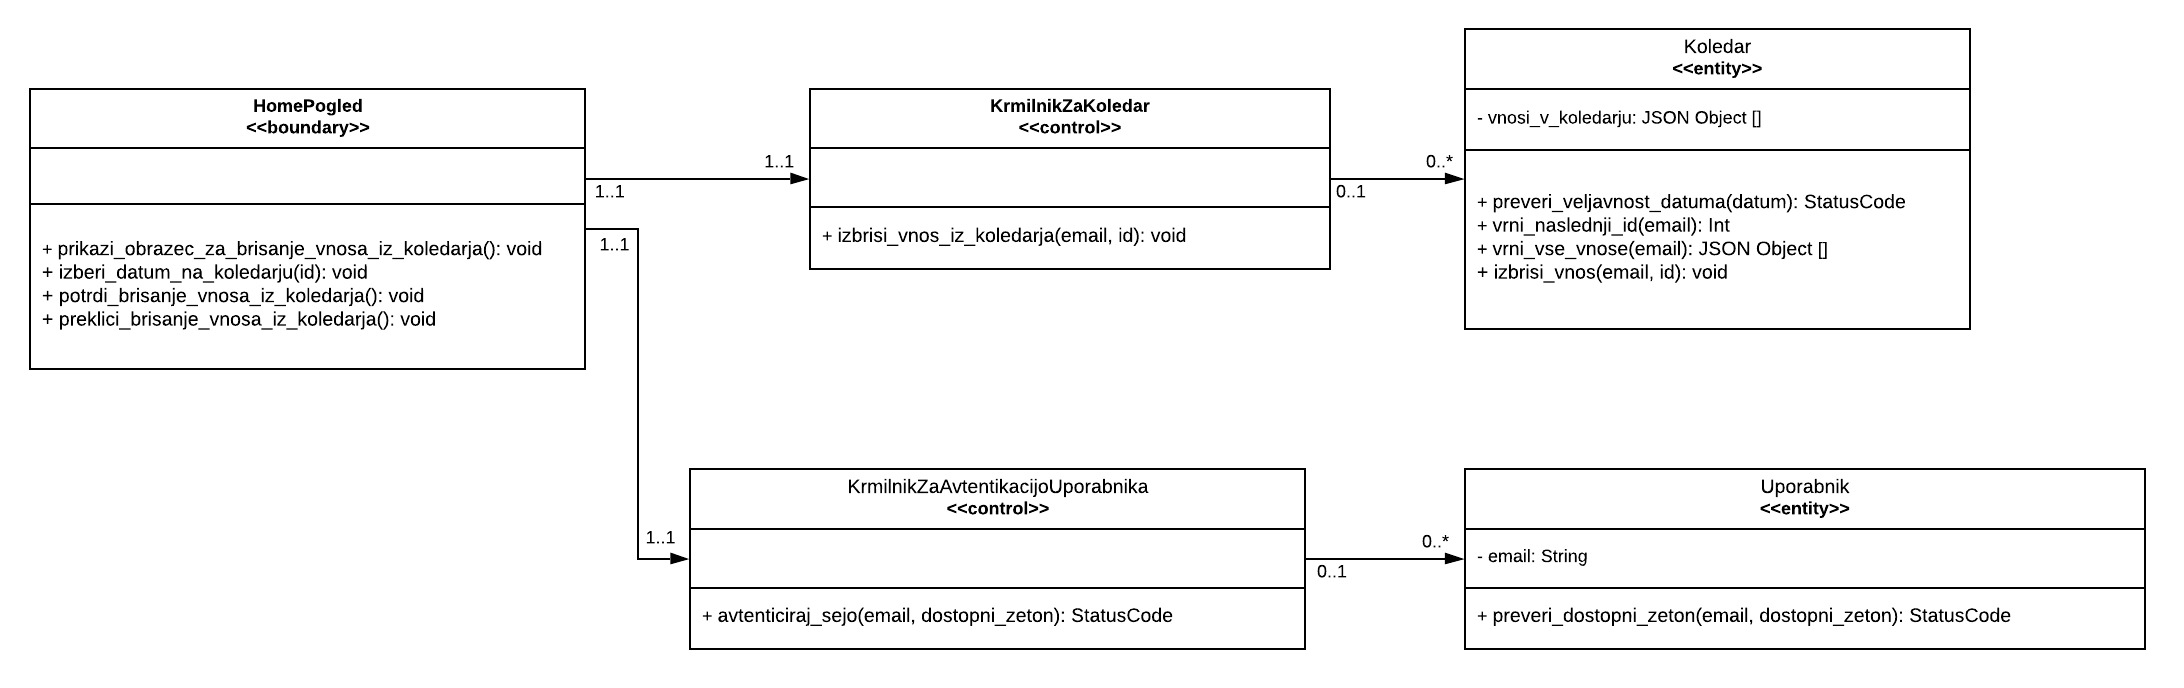 HomePogled
<<boundary>>
+ prikazi_obrazec_za_brisanje_vnosa_iz_koledarja(): void
+ izberi_datum_na_koledarju(id): void
+ potrdi_brisanje_vnosa_iz_koledarja(): void
+ preklici_brisanje_vnosa_iz_koledarja(): void
1..1
1..1
1..1
1..1
KrmilnikZaKoledar
<<control>>
+ izbrisi_vnos_iz_koledarja(email, id): void
0..1
0..*
Koledar
<<entity>>
- vnosi_v_koledarju: JSON Object []
+ preveri_veljavnost_datuma(datum): StatusCode
+ vrni_naslednji_id(email): Int
+ vrni_vse_vnose(email): JSON Object []
+ izbrisi_vnos(email, id): void
KrmilnikZaAvtentikacijoUporabnika
<<control>>
+ avtenticiraj_sejo(email, dostopni_zeton): StatusCode
0..1
0..*
Uporabnik
<<entity>>
- email: String
+ preveri_dostopni_zeton(email, dostopni_zeton): StatusCode